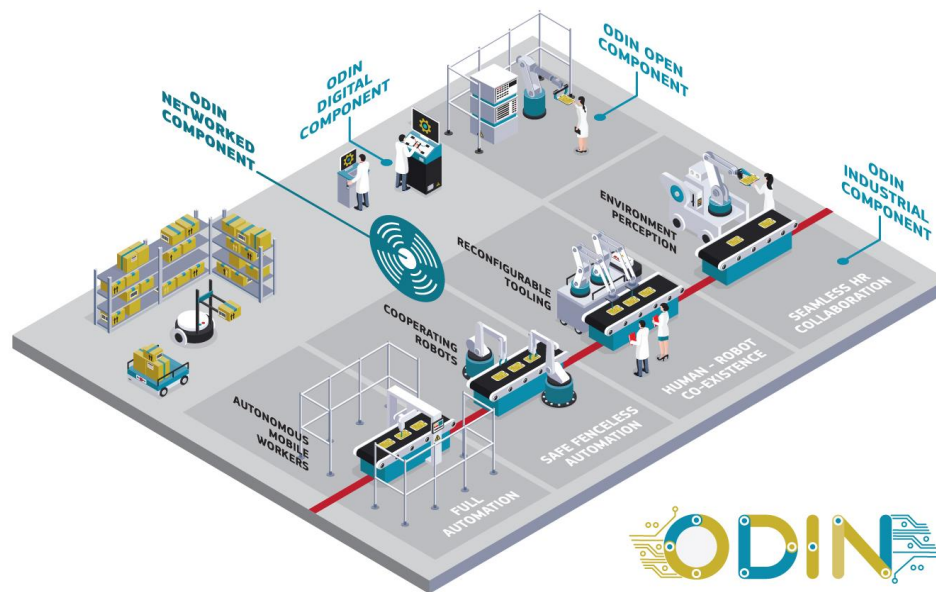 ODIN
NETWORKED
COMPONENT
ODIN
DIGITAL
COMPONENT
ODIN OPEN
COMPONENT
ODIN
INDUSTRIAL
COMPONENT
ENVIRONMENT
PERCEPTION
RECONFIGURABLE
TOOLING
COOPERATING
ROBOTS
AUTONOMOUS
MOBILE
WORKERS
SEAMLESS HR
COLLABORATION
HUMAN - ROBOT
CO-EXISTENCE
SAFE FENCELESS
AUTOMATION
FULL
AUTOMATION
ODIN